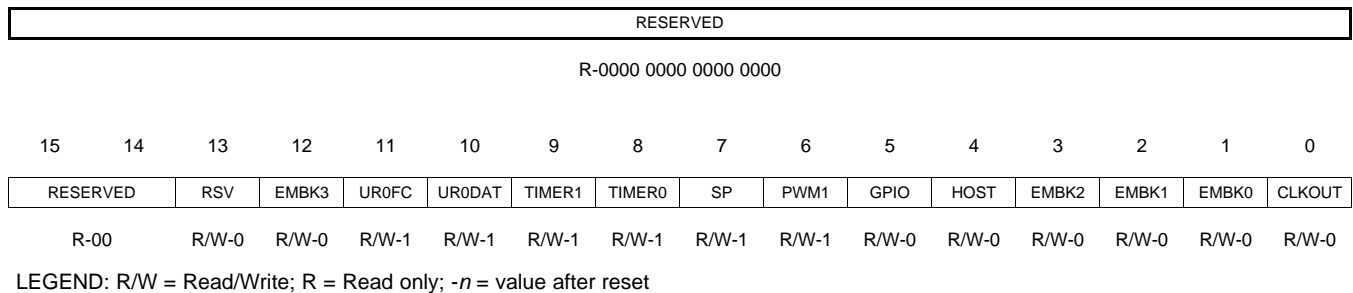 RESERVED
R-0000 0000 0000 0000
15 14 13 12 11 10 9 8 7 6 5 4 3 2 1 0
RESERVED RSV EMBK3 UR0FC UR0DAT TIMER1 TIMER0 SP PWM1 GPIO HOST EMBK2 EMBK1 EMBK0 CLKOUT
R-00 R/W-0 R/W-0 R/W-1 R/W-1 R/W-1 R/W-1 R/W-1 R/W-1 R/W-0 R/W-0 R/W-0 R/W-0 R/W-0 R/W-0
LEGEND: R/W = Read/Write; R = Read only; -n = value after reset